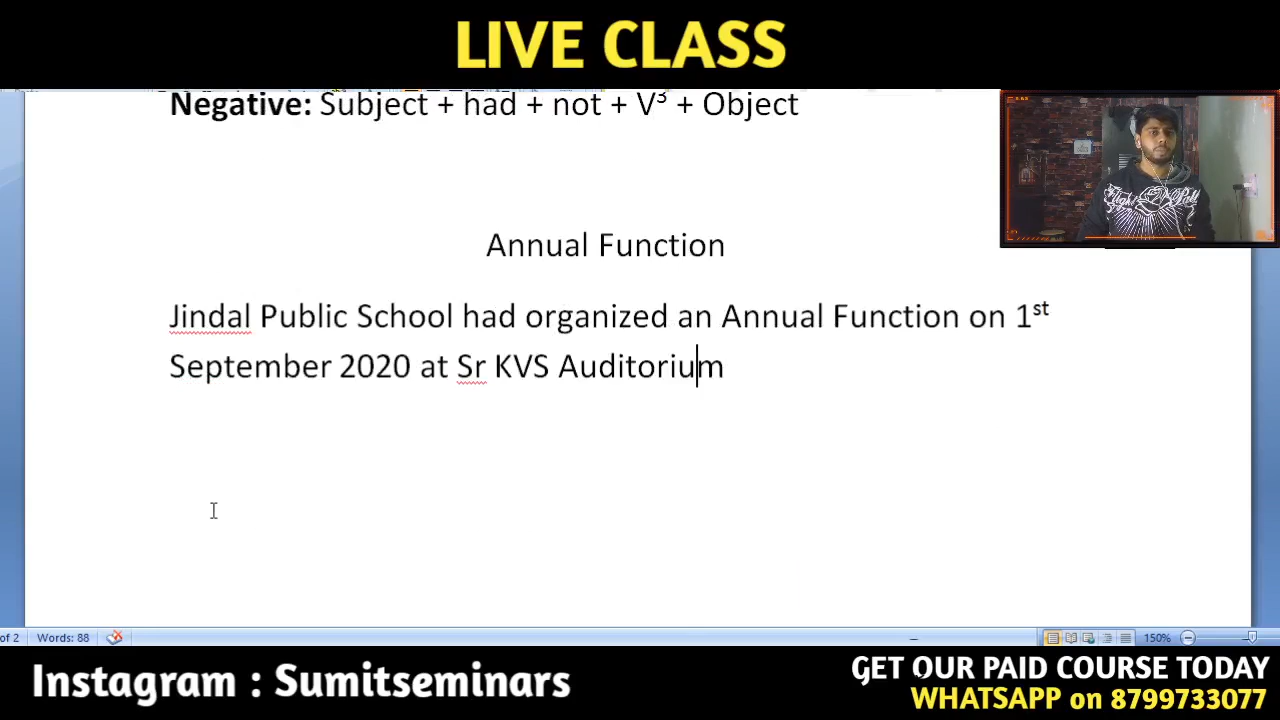 LIVE CLASS
Negative: Subject + had + not + V³ + Object
Annual Function
Jindal Public School had organized an Annual Function on 1st
September 2020 at Sr KVS Auditorium
of 2 Words: 88 150%
Instagram : Sumitseminars
GET OUR PAID COURSE TODAY
WHATSAPP on 8799733077